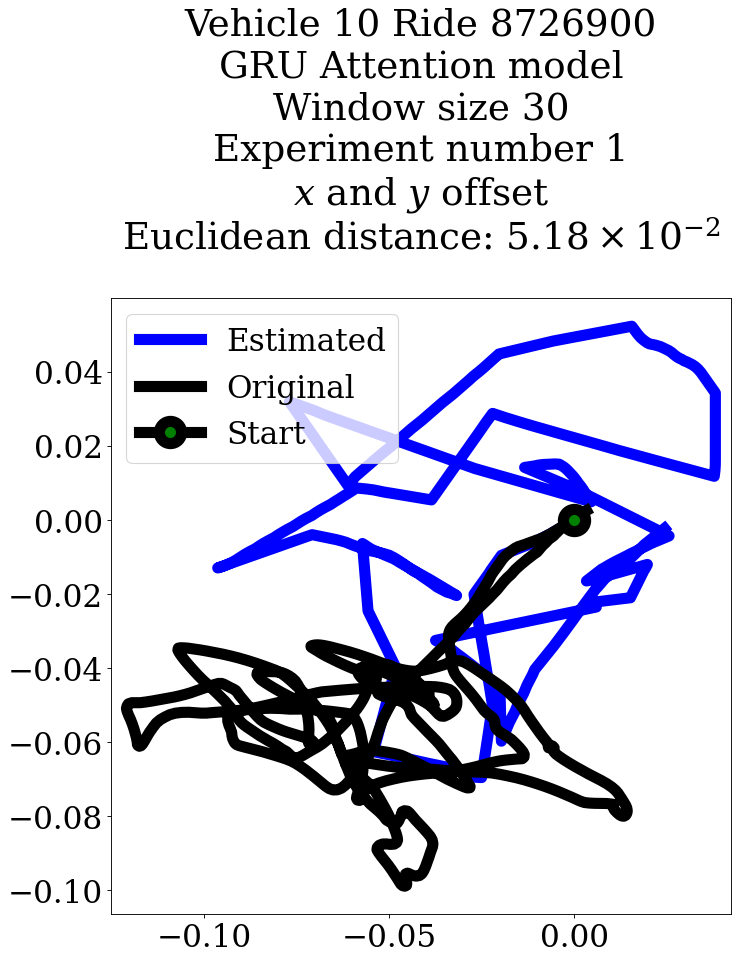 Vehicle 10 Ride 8726900
GRU Attention model
Window size 30
Experiment number 1
x and y offset
Euclidean distance: 5.18 × 10⁻²
Estimated
Original
Start
0.04
0.02
0.00
−0.02
−0.04
−0.06
−0.08
−0.10
−0.10 −0.05 0.00